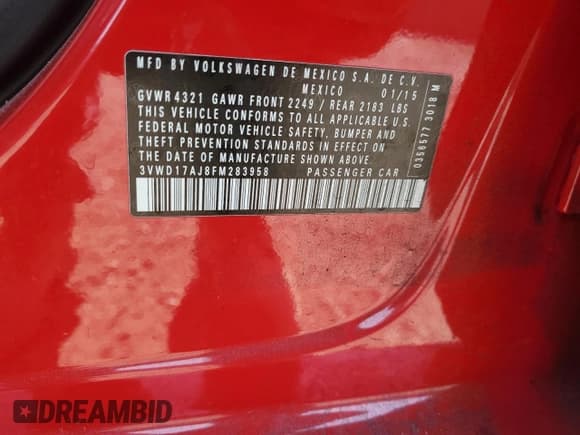 MFD BY VOLKSWAGEN DE MEXICO S.A. DE C.V.
MEXICO 01/15
GVWR 4321 GAWR FRONT 2249 / REAR 2183 LBS
THIS VEHICLE CONFORMS TO ALL APPLICABLE U.S.
FEDERAL MOTOR VEHICLE SAFETY, BUMPER AND
THEFT PREVENTION STANDARDS IN EFFECT ON
THE DATE OF MANUFACTURE SHOWN ABOVE.
3VWD17AJ8FM283958 PASSENGER CAR
0356577 3018 M
DREAMBID